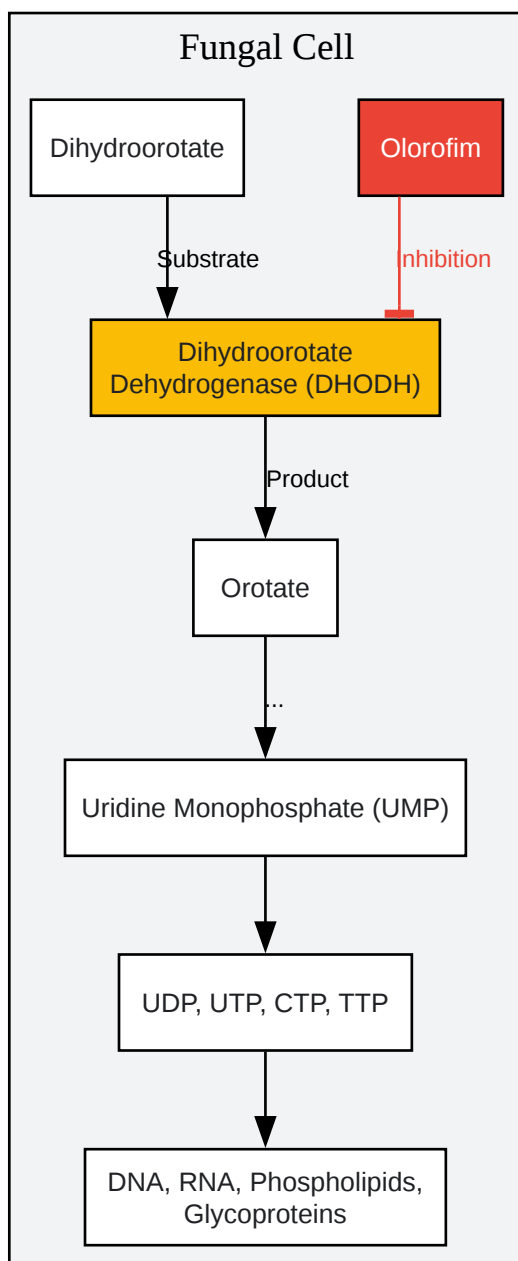 Fungal Cell
Dihydroorotate
Olorofim
Substrate
Inhibition
Dihydroorotate
Dehydrogenase (DHODH)
Product
Orotate
...
Uridine Monophosphate (UMP)
UDP, UTP, CTP, TTP
DNA, RNA, Phospholipids,
Glycoproteins